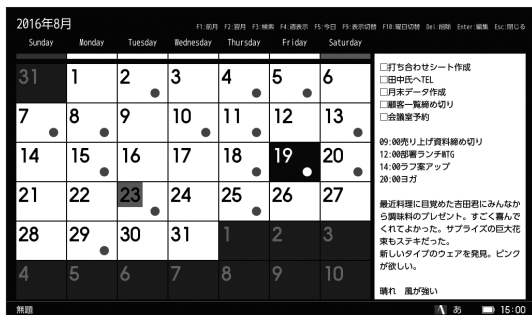 2016年8月
F1:前月 F2:翌月 F3:検索 F4:週表示 F5:今日 F9:表示切替 F10:曜日切替 Del:削除 Enter:編集 Esc:閉じる
Sunday Monday Tuesday Wednesday Thursday Friday Saturday
31 1 2 3 4 5 6
7 8 9 10 11 12 13
14 15 16 17 18 19 20
21 22 23 24 25 26 27
28 29 30 31 1 2 3
4 5 6 7 8 9 10
□打ち合わせシート作成
□田中氏へTEL
□月末データ作成
□顧客一覧締め切り
□会議室予約
09:00売り上げ資料締め切り
12:00部署ランチMTG
14:00ラフ案アップ
20:00ヨガ
最近料理に目覚めた吉田君にみんなか
ら調味料のプレゼント。すごく喜んで
くれてよかった。サプライズの巨大花
束もステキだった。
新しいタイプのウェアを発見。ピンク
が欲しい。
晴れ 風が強い
無題
A あ 15:00